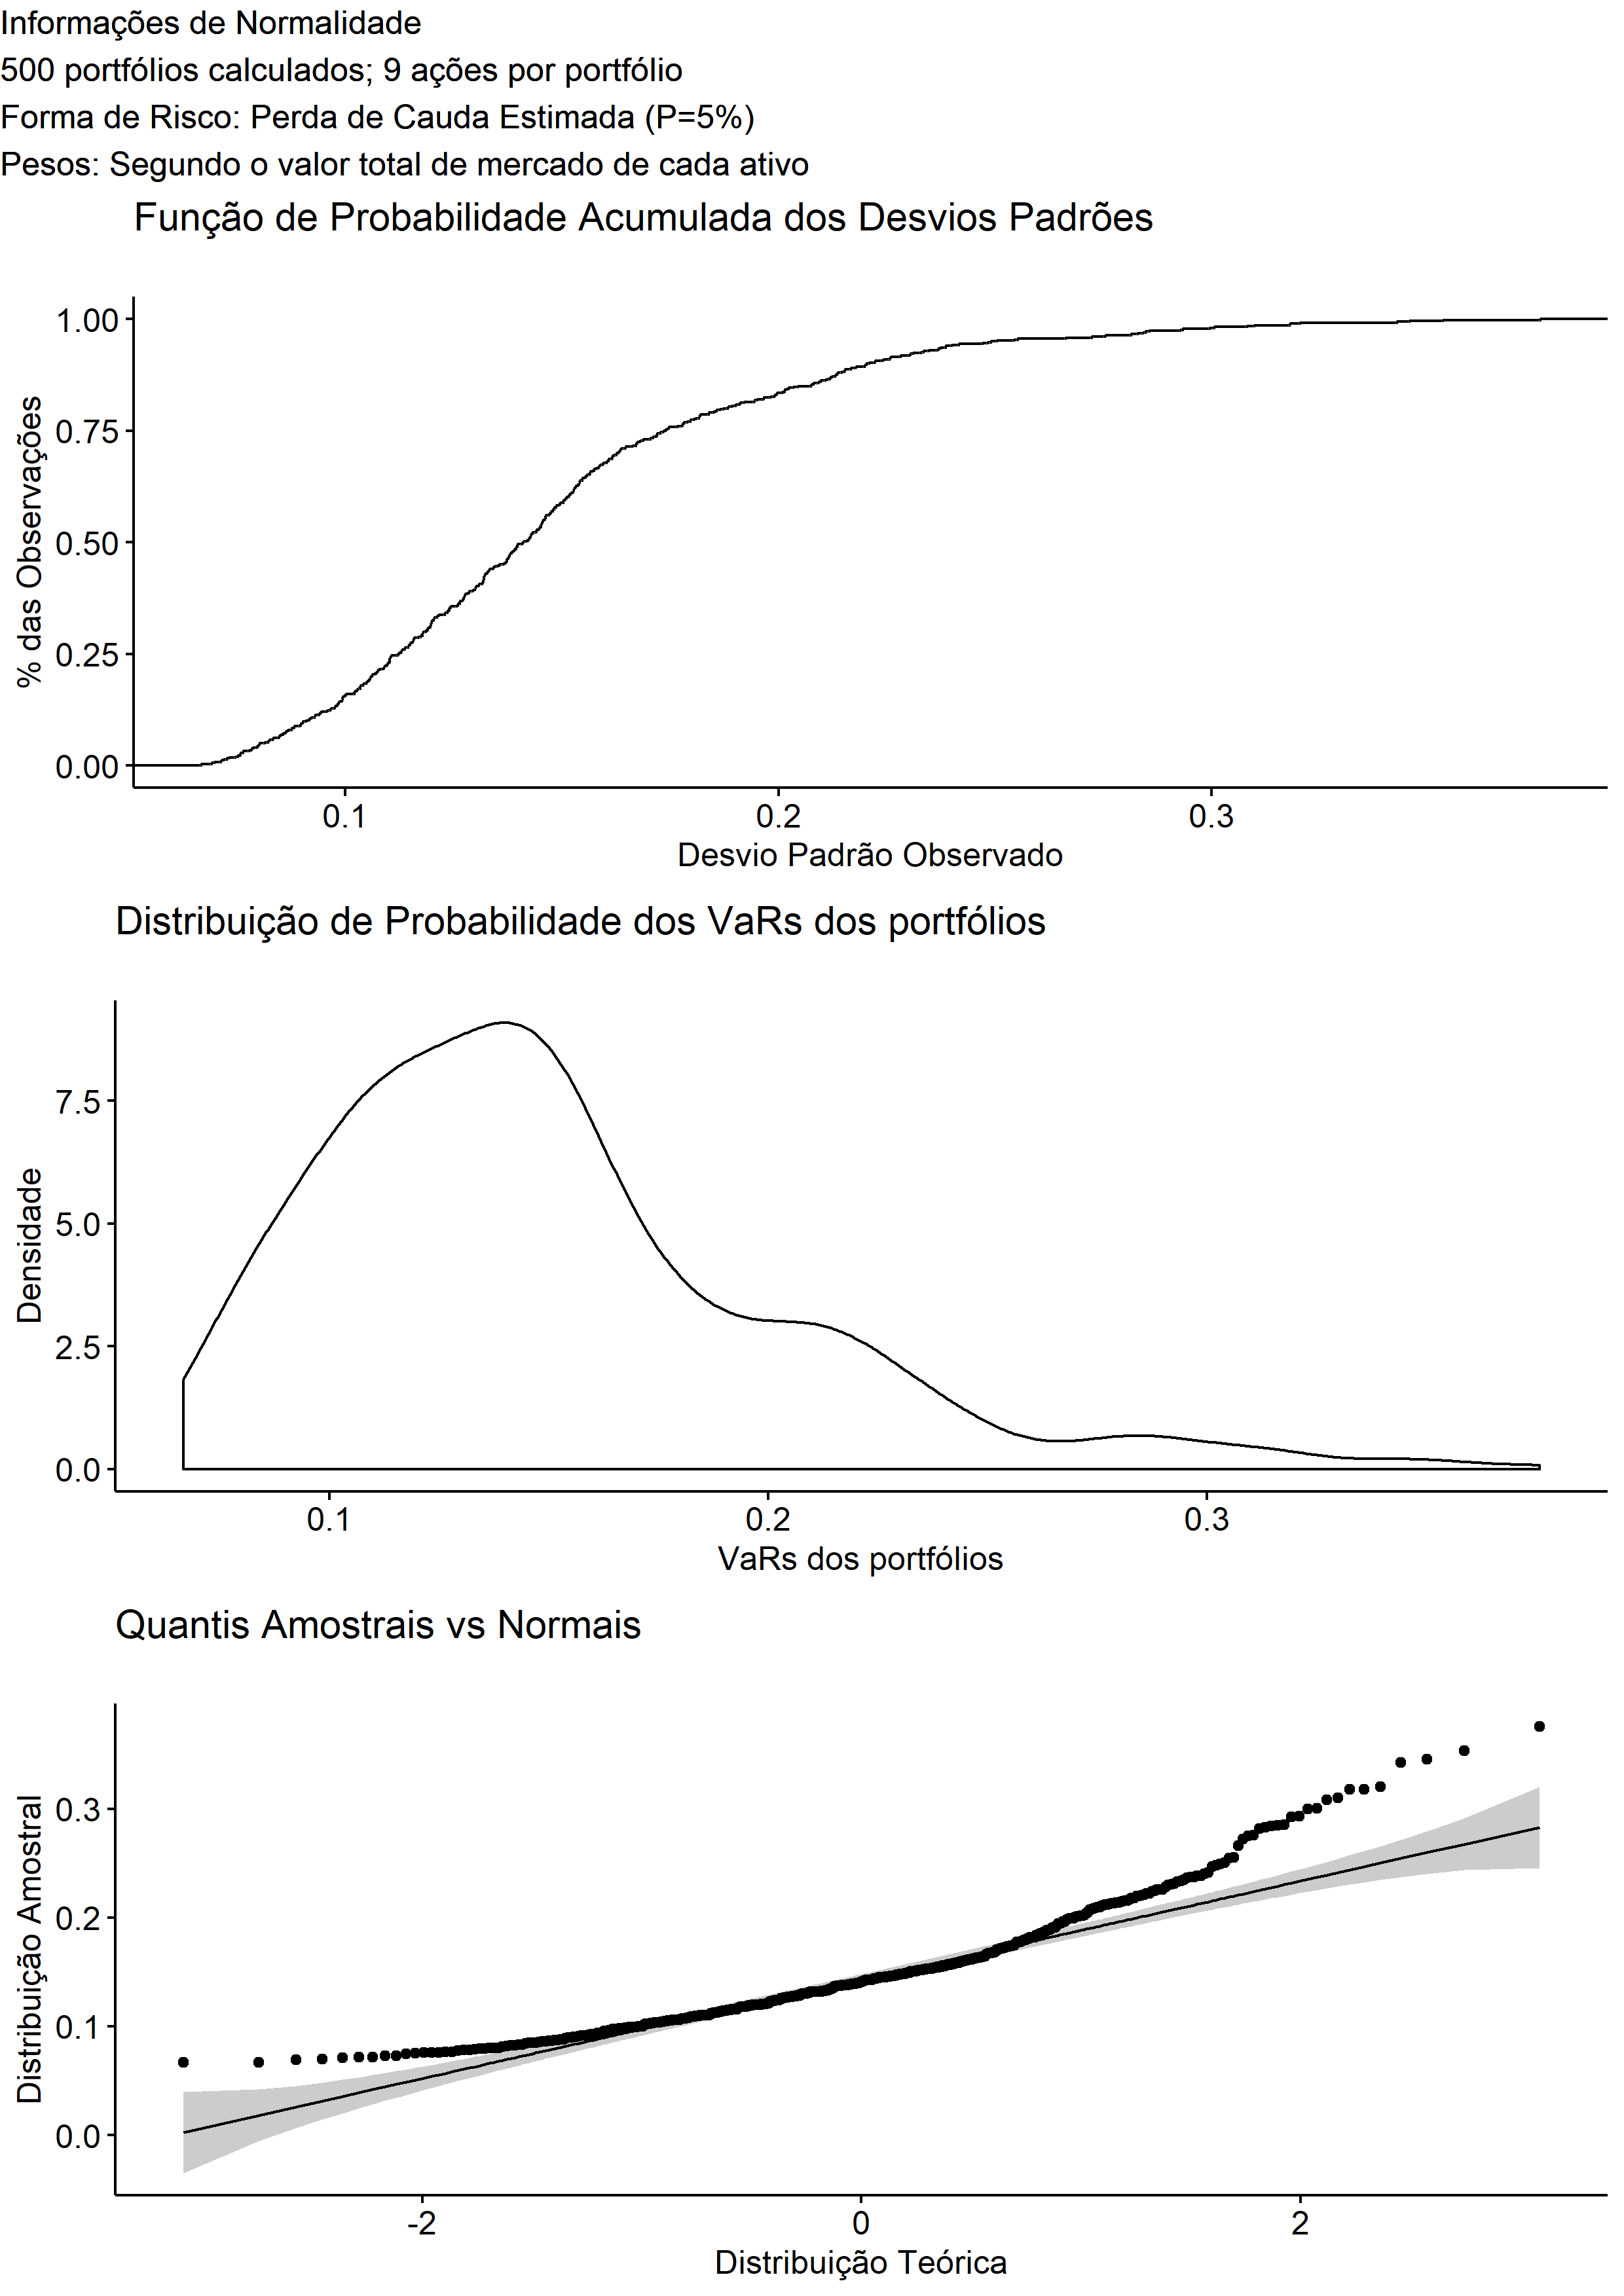 Informações de Normalidade
500 portfólios calculados; 9 ações por portfólio
Forma de Risco: Perda de Cauda Estimada (P=5%)
Pesos: Segundo o valor total de mercado de cada ativo
Função de Probabilidade Acumulada dos Desvios Padrões
% das Observações
1.00
0.75
0.50
0.25
0.00
0.1 0.2 0.3
Desvio Padrão Observado
Distribuição de Probabilidade dos VaRs dos portfólios
Densidade
7.5
5.0
2.5
0.0
0.1 0.2 0.3
VaRs dos portfólios
Quantis Amostrais vs Normais
Distribuição Amostral
0.3
0.2
0.1
0.0
-2 0 2
Distribuição Teórica